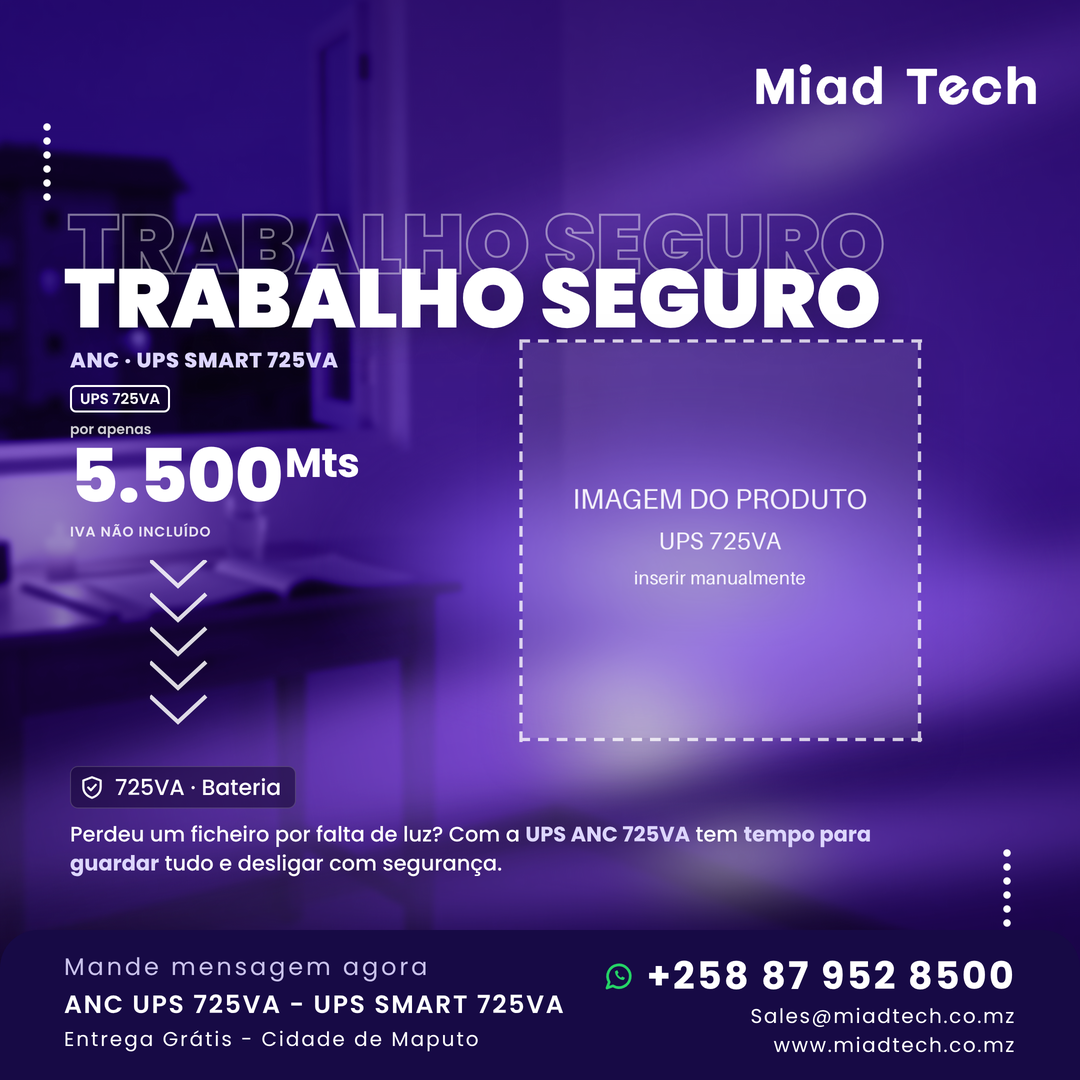 Miad Tech
TRABALHO SEGURO
TRABALHO SEGURO
ANC · UPS SMART 725VA
UPS 725VA
por apenas
5.500Mts
IVA NÃO INCLUÍDO
IMAGEM DO PRODUTO
UPS 725VA
inserir manualmente
725VA · Bateria
Perdeu um ficheiro por falta de luz? Com a UPS ANC 725VA tem tempo para
guardar tudo e desligar com segurança.
Mande mensagem agora
ANC UPS 725VA - UPS SMART 725VA
Entrega Grátis - Cidade de Maputo
+258 87 952 8500
Sales@miadtech.co.mz
www.miadtech.co.mz